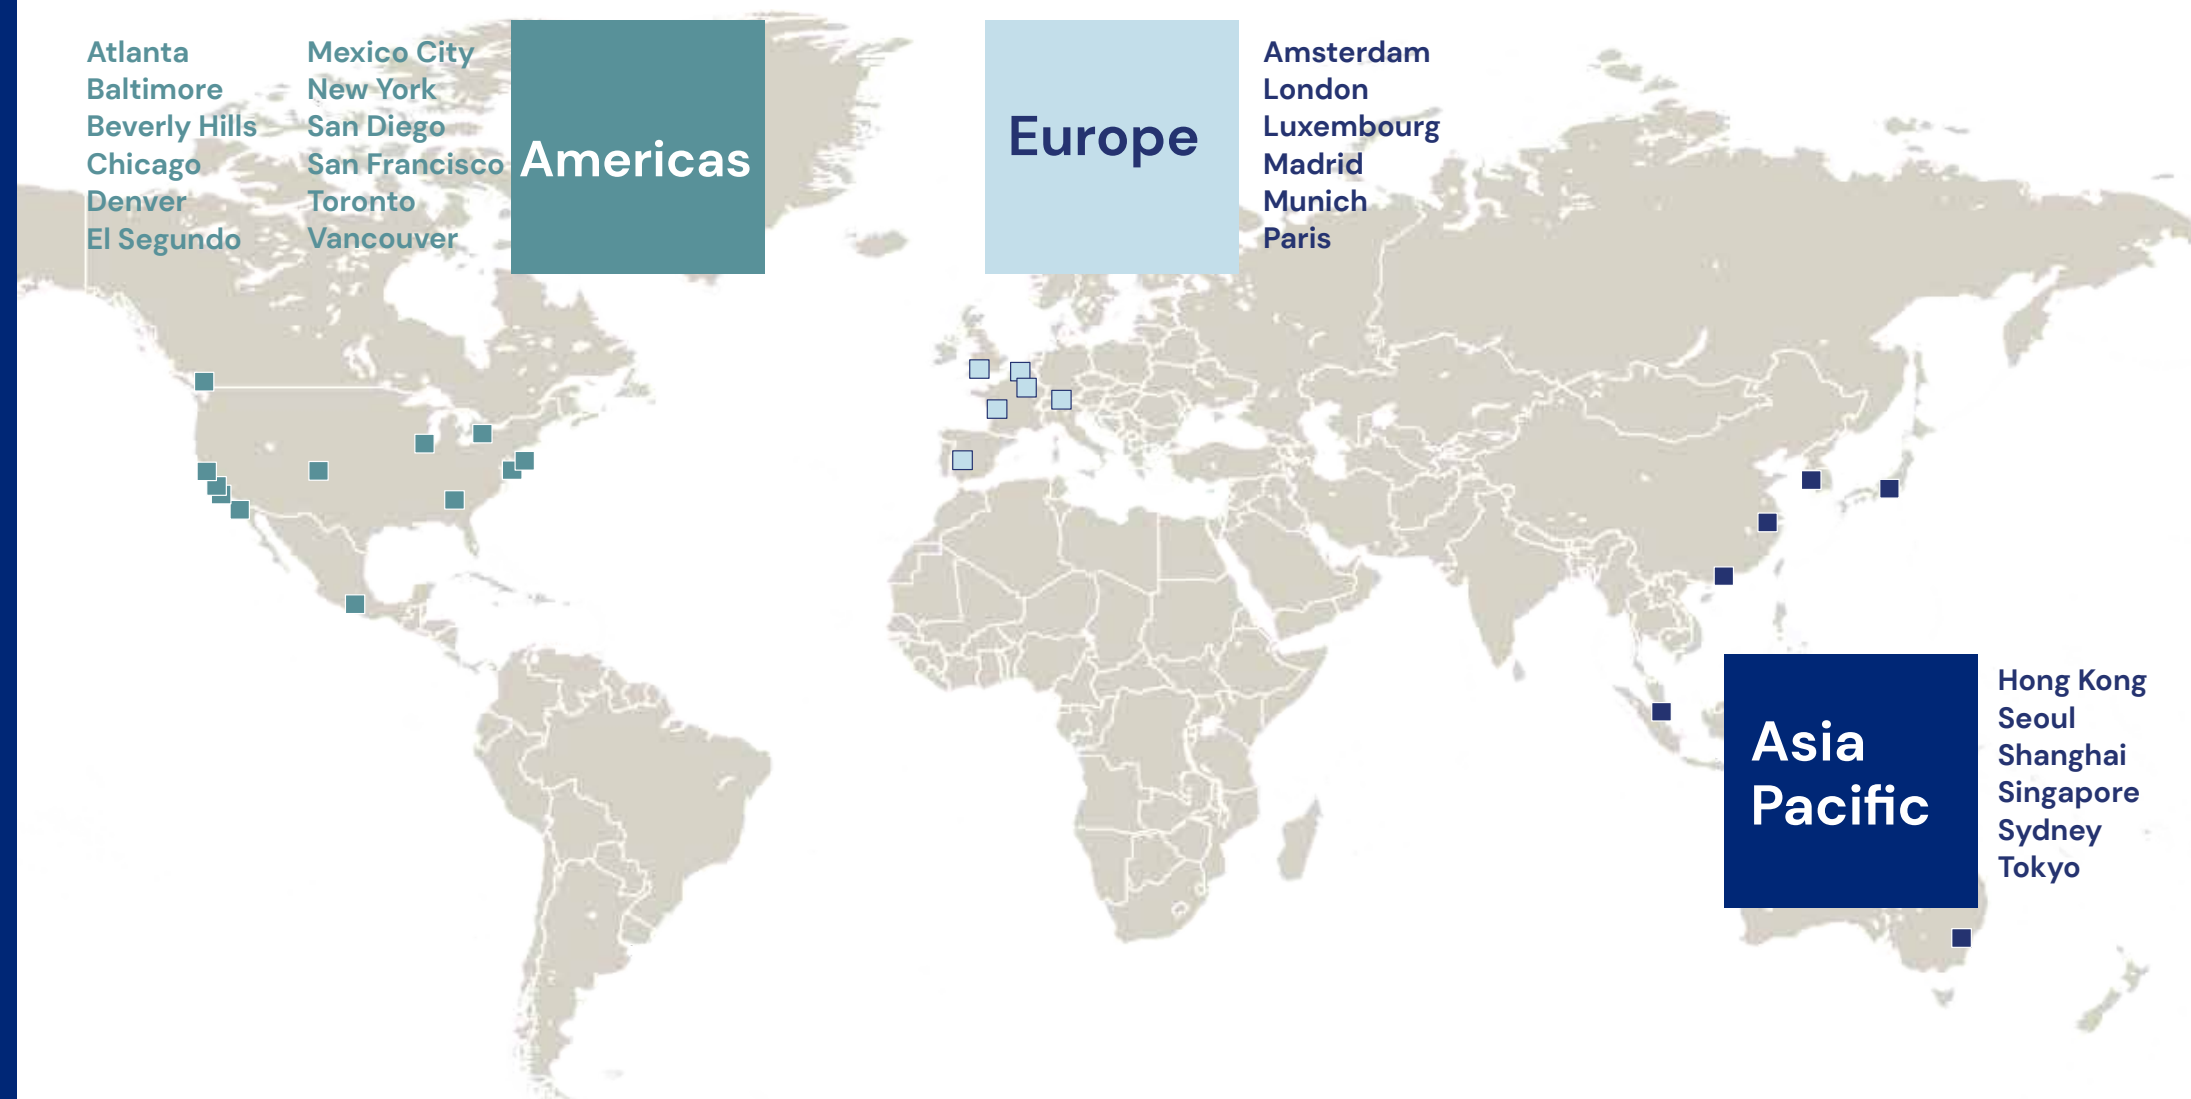 Atlanta
Baltimore
Beverly Hills
Chicago
Denver
El Segundo
Mexico City
New York
San Diego
San Francisco
Toronto
Vancouver
Americas
Europe
Amsterdam
London
Luxembourg
Madrid
Munich
Paris
Asia
Pacific
Hong Kong
Seoul
Shanghai
Singapore
Sydney
Tokyo